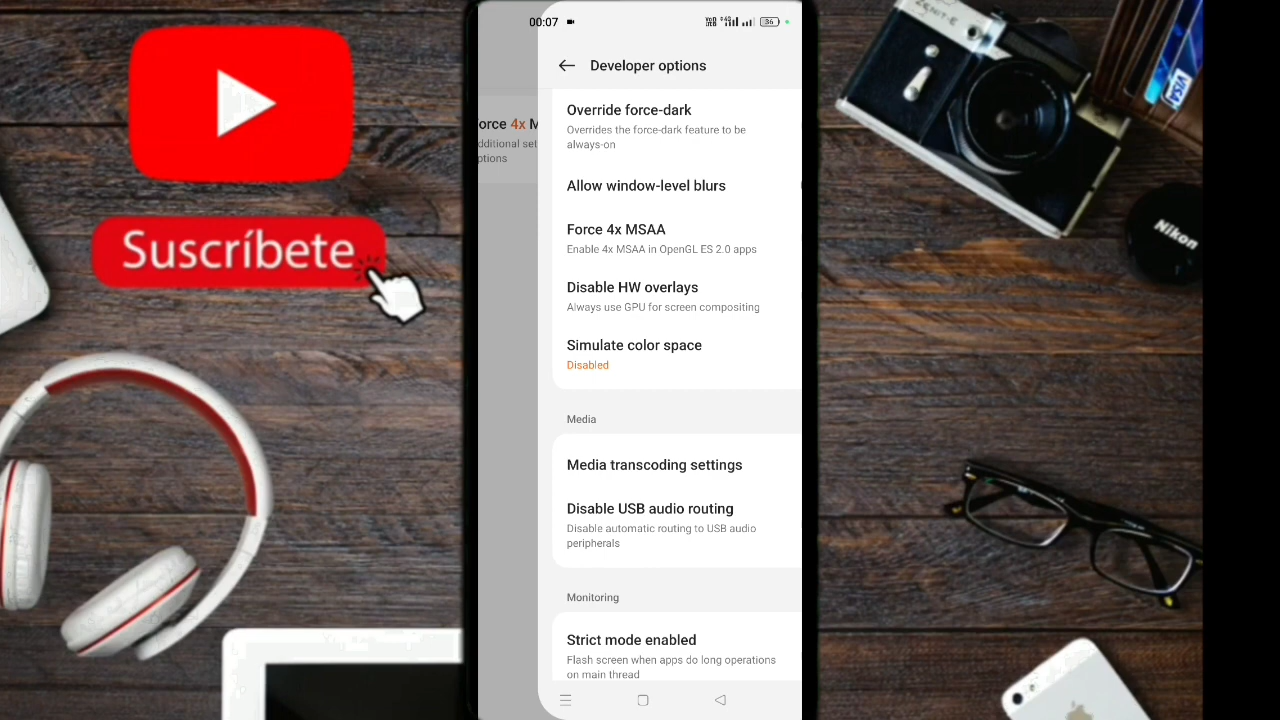 Suscríbete
00:07
36
Developer options
orce 4x M
dditional set
ptions
Override force-dark
Overrides the force-dark feature to be
always-on
Allow window-level blurs
Force 4x MSAA
Enable 4x MSAA in OpenGL ES 2.0 apps
Disable HW overlays
Always use GPU for screen compositing
Simulate color space
Disabled
Media
Media transcoding settings
Disable USB audio routing
Disable automatic routing to USB audio
peripherals
Monitoring
Strict mode enabled
Flash screen when apps do long operations
on main thread
ZENIT-E
VISA
Nikon